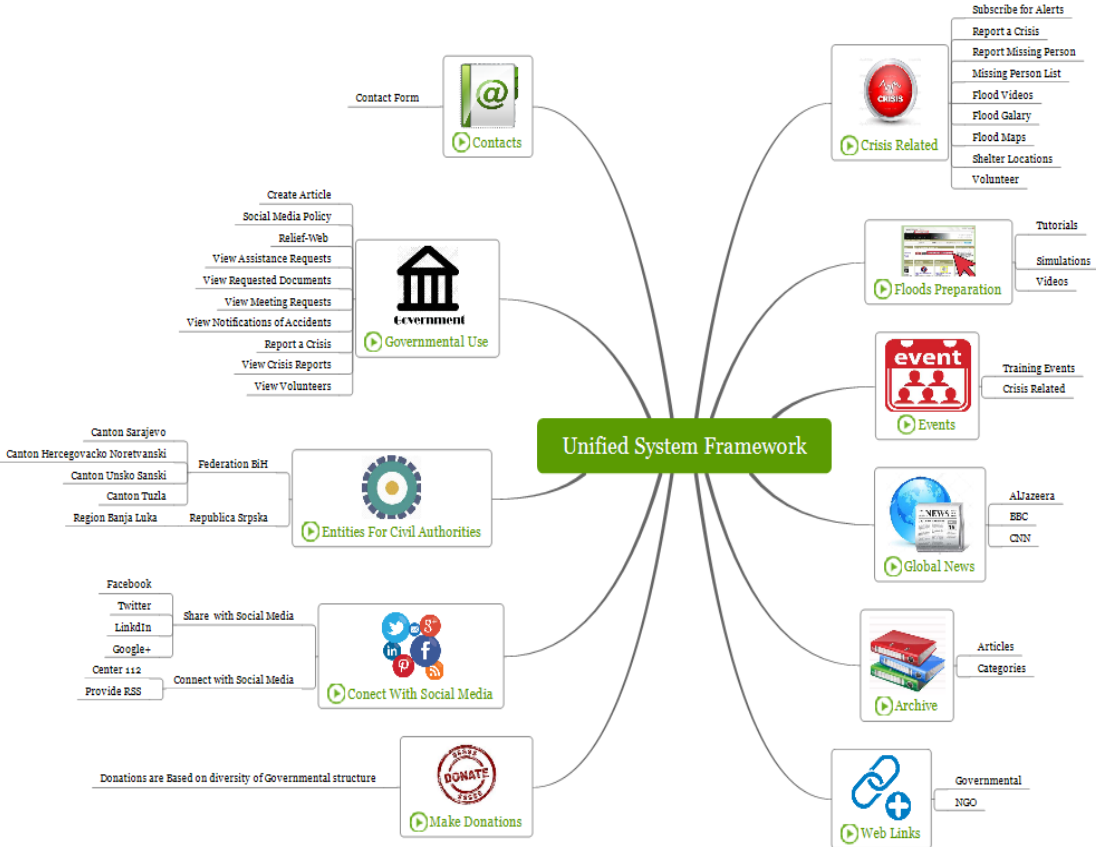 Unified System Framework
@
Contacts
Contact Form
Government
Governmental Use
Create Article
Social Media Policy
Relief-Web
View Assistance Requests
View Requested Documents
View Meeting Requests
View Notifications of Accidents
Report a Crisis
View Crisis Reports
View Volunteers
Entities For Civil Authorities
Federation BiH
Canton Sarajevo
Canton Hercegovacko Noretvanski
Canton Unsko Sanski
Canton Tuzla
Republica Srpska
Region Banja Luka
Conect With Social Media
Share with Social Media
Facebook
Twitter
LinkdIn
Google+
Connect with Social Media
Center 112
Provide RSS
DONATE
Make Donations
Donations are Based on diversity of Governmental structure
CRISIS
Crisis Related
Subscribe for Alerts
Report a Crisis
Report Missing Person
Missing Person List
Flood Videos
Flood Galary
Flood Maps
Shelter Locations
Volunteer
Floods Preparation
Tutorials
Simulations
Videos
event
Events
Training Events
Crisis Related
NEWS
Global News
AlJazeera
BBC
CNN
Archive
Articles
Categories
Web Links
Governmental
NGO